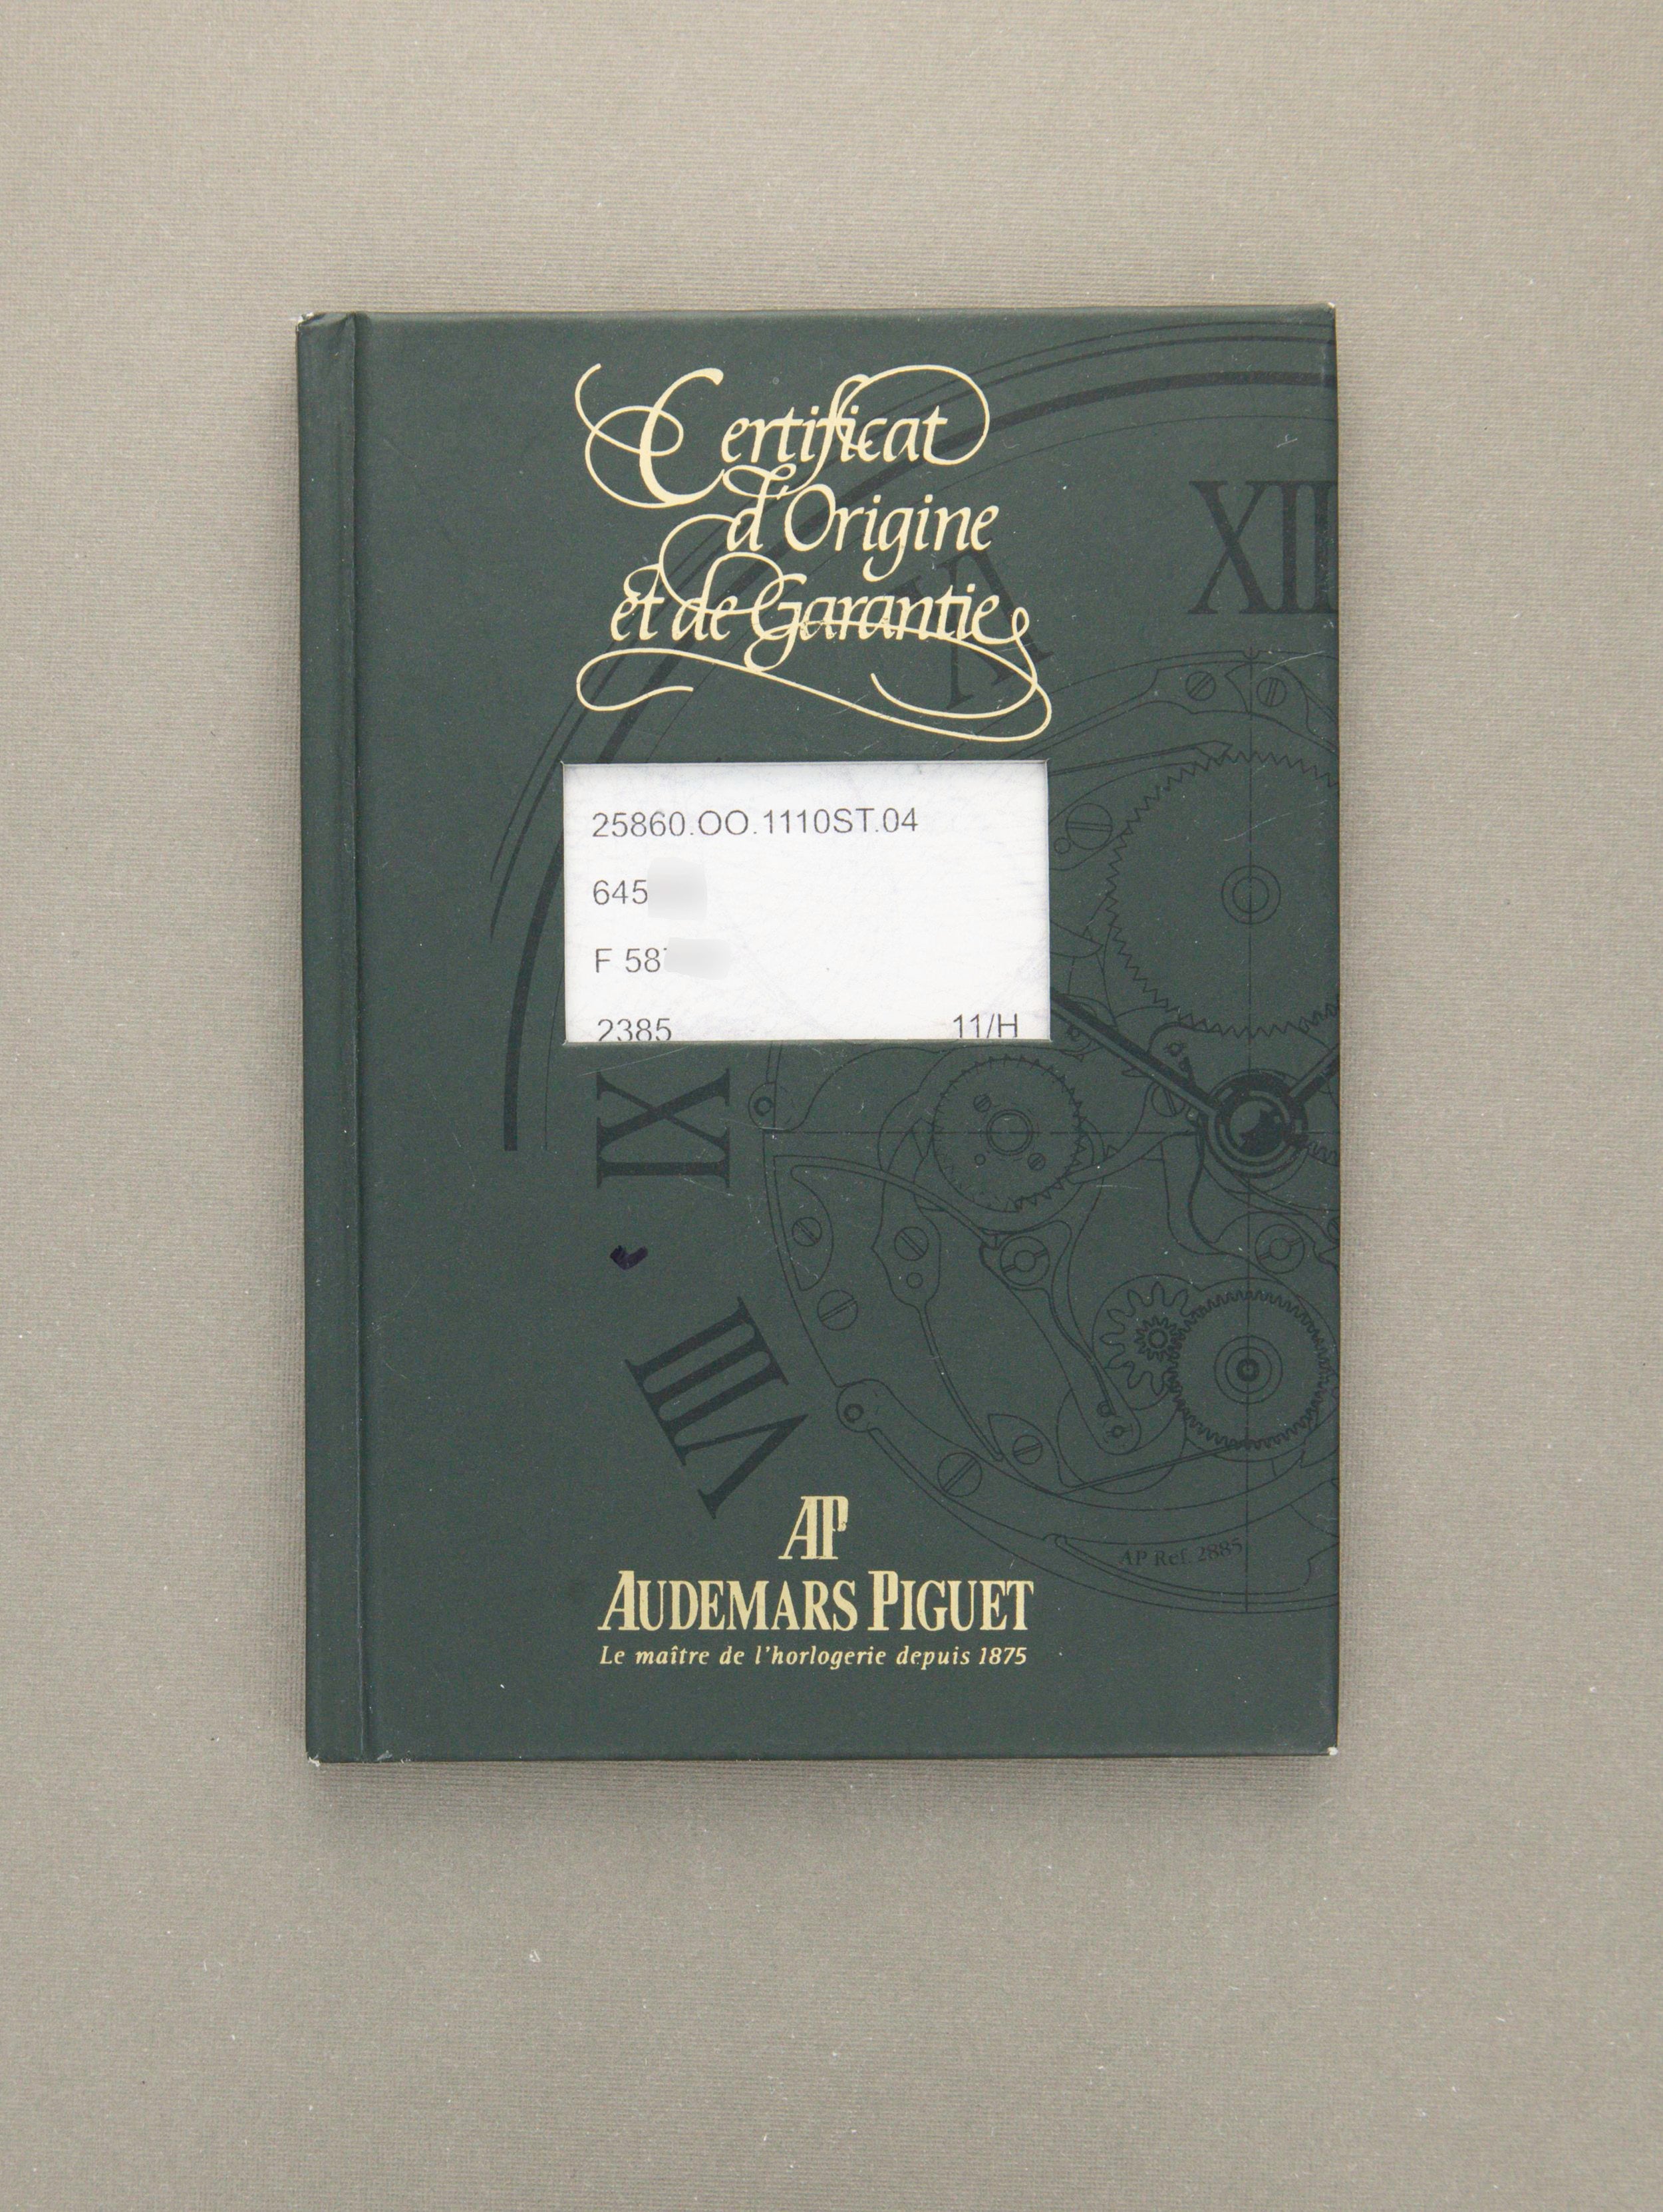 Certificat
d'Origine
et de Garantie
XII
XI
25860.OO.1110ST.04
645
F 58
2385 11/H
IX
VIII
AP Ref. 2885
AP
AUDEMARS PIGUET
Le maître de l'horlogerie depuis 1875